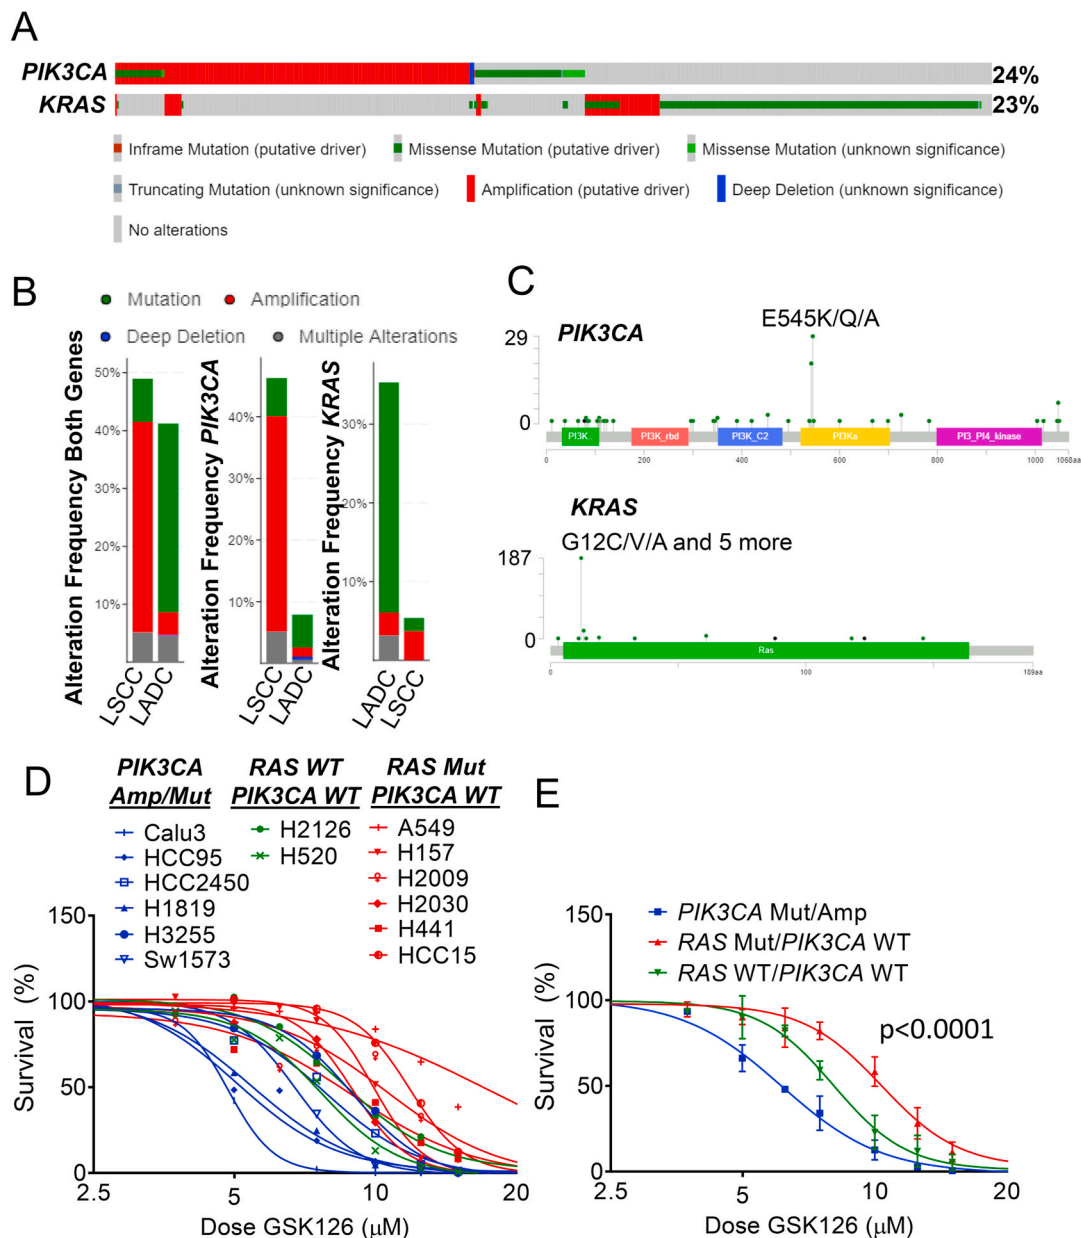 A
PIK3CA 24%
KRAS 23%
Inframe Mutation (putative driver) Missense Mutation (putative driver) Missense Mutation (unknown significance)
Truncating Mutation (unknown significance) Amplification (putative driver) Deep Deletion (unknown significance)
No alterations
B
Mutation Amplification
Deep Deletion Multiple Alterations
Alteration Frequency Both Genes
50%
40%
30%
20%
10%
LSCC
LADC
Alteration Frequency PIK3CA
40%
30%
20%
10%
LSCC
LADC
Alteration Frequency KRAS
30%
20%
10%
LADC
LSCC
C
PIK3CA
E545K/Q/A
29
0
PI3K_ PI3K_rbd PI3K_C2 PI3Ka PI3_PI4_kinase
0 200 400 600 800 1000 1068aa
KRAS
G12C/V/A and 5 more
187
0
Ras
0 100 189aa
D
PIK3CA Amp/Mut
Calu3
HCC95
HCC2450
H1819
H3255
Sw1573
RAS WT PIK3CA WT
H2126
H520
RAS Mut PIK3CA WT
A549
H157
H2009
H2030
H441
HCC15
Survival (%)
150
100
50
0
2.5 5 10 20
Dose GSK126 (µM)
E
PIK3CA Mut/Amp
RAS Mut/PIK3CA WT
RAS WT/PIK3CA WT
p<0.0001
Survival (%)
150
100
50
0
2.5 5 10 20
Dose GSK126 (µM)